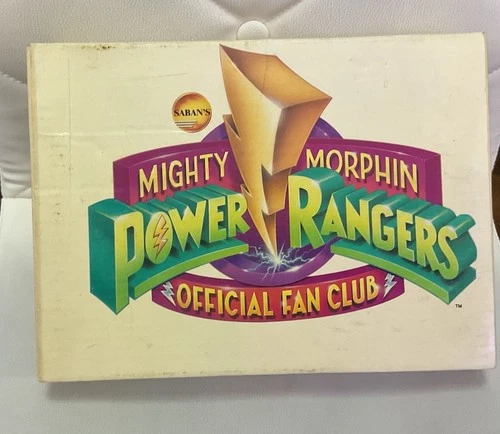 SABAN'S
MIGHTY MORPHIN
POWER RANGERS
OFFICIAL FAN CLUB
TM